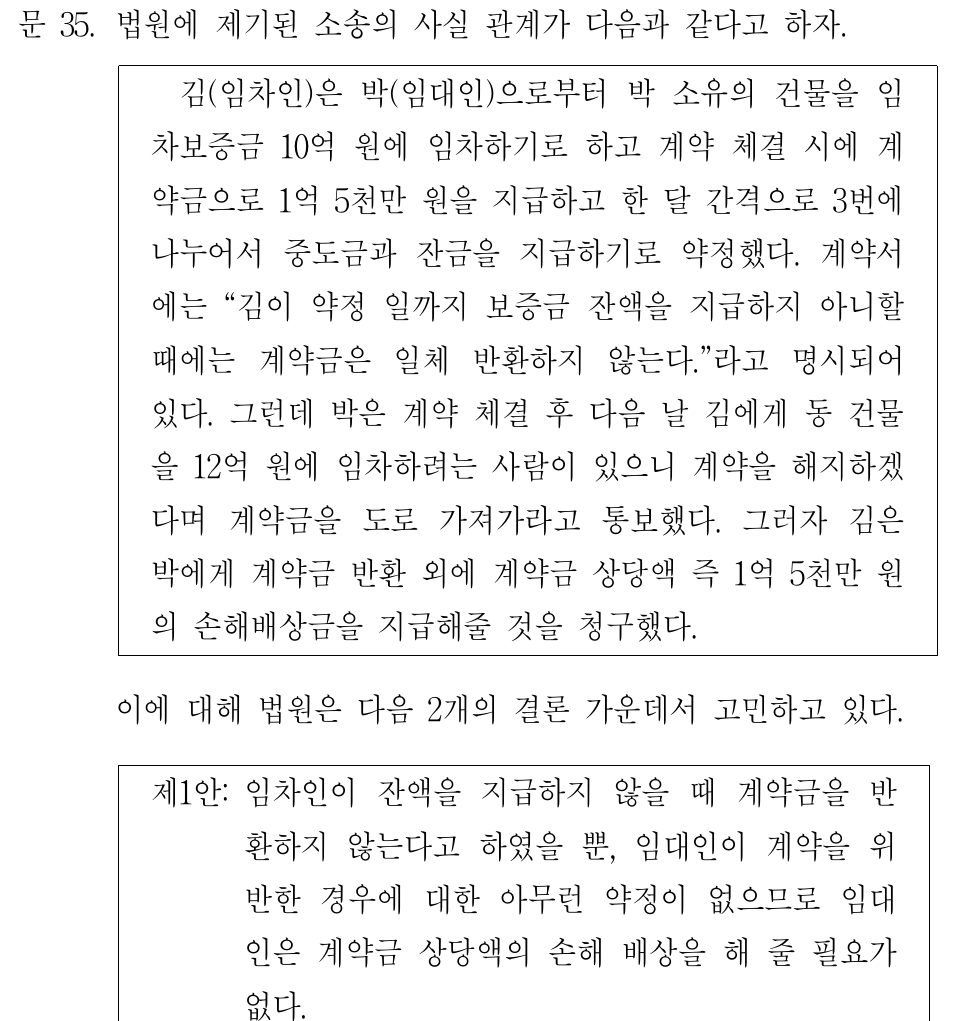 문 35. 법원에 제기된 소송의 사실 관계가 다음과 같다고 하자.
김(임차인)은 박(임대인)으로부터 박 소유의 건물을 임
차보증금 10억 원에 임차하기로 하고 계약 체결 시에 계
약금으로 1억 5천만 원을 지급하고 한 달 간격으로 3번에
나누어서 중도금과 잔금을 지급하기로 약정했다. 계약서
에는 “김이 약정 일까지 보증금 잔액을 지급하지 아니할
때에는 계약금은 일체 반환하지 않는다.”라고 명시되어
있다. 그런데 박은 계약 체결 후 다음 날 김에게 동 건물
을 12억 원에 임차하려는 사람이 있으니 계약을 해지하겠
다며 계약금을 도로 가져가라고 통보했다. 그러자 김은
박에게 계약금 반환 외에 계약금 상당액 즉 1억 5천만 원
의 손해배상금을 지급해줄 것을 청구했다.
이에 대해 법원은 다음 2개의 결론 가운데서 고민하고 있다.
제1안: 임차인이 잔액을 지급하지 않을 때 계약금을 반
환하지 않는다고 하였을 뿐, 임대인이 계약을 위
반한 경우에 대한 아무런 약정이 없으므로 임대
인은 계약금 상당액의 손해 배상을 해 줄 필요가
없다.